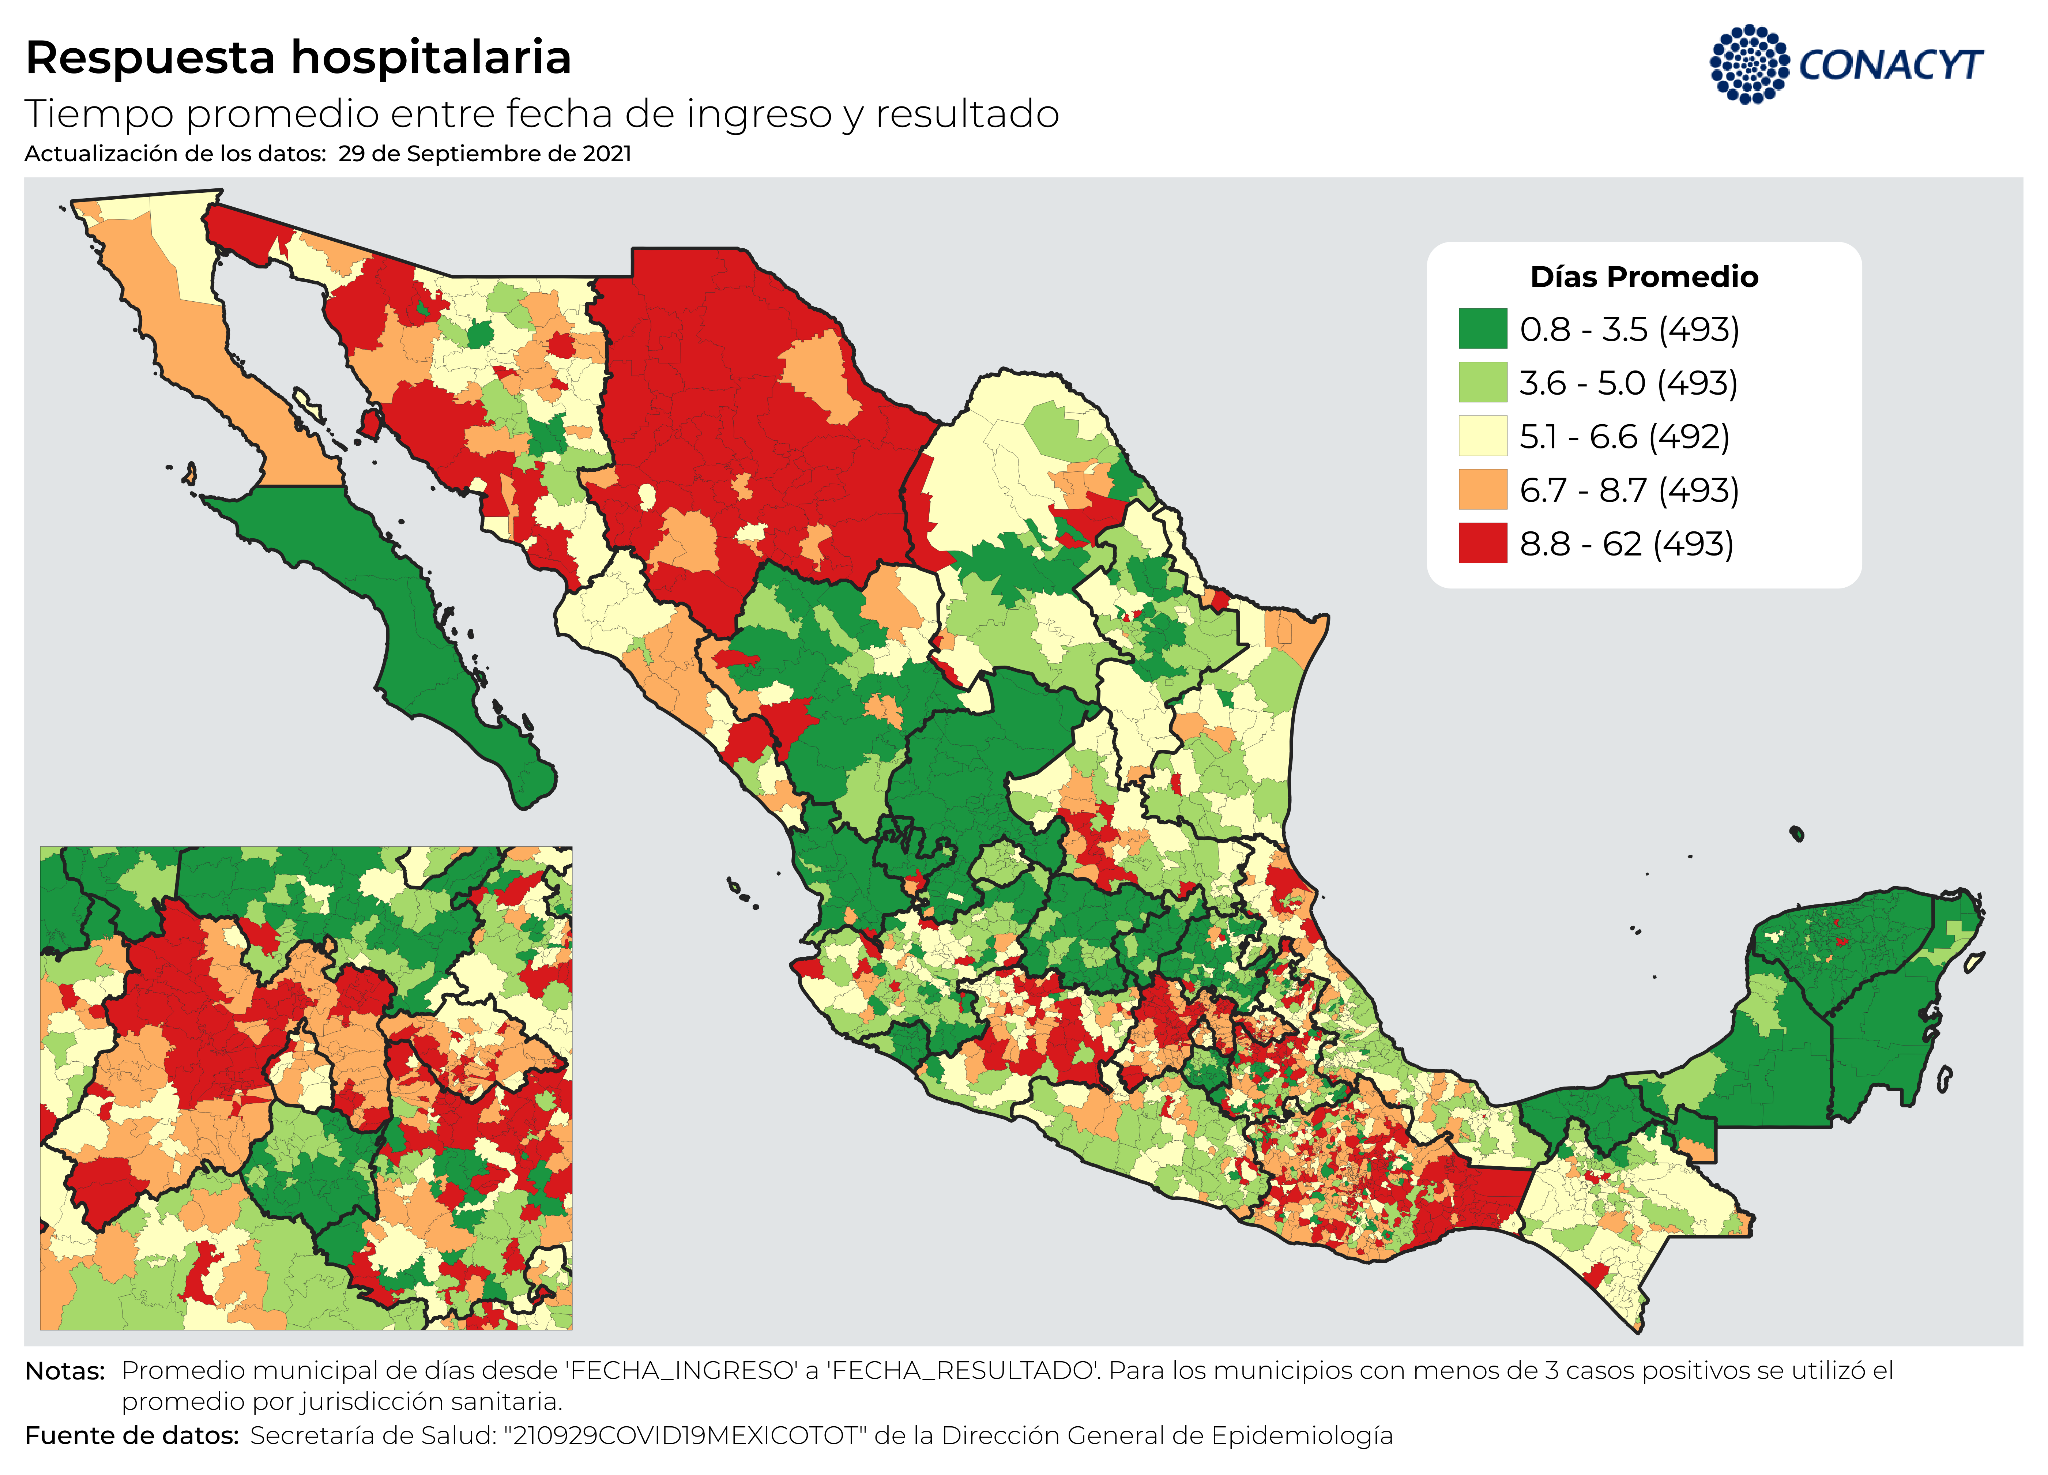 Respuesta hospitalaria
Tiempo promedio entre fecha de ingreso y resultado
Actualización de los datos: 29 de Septiembre de 2021
CONACYT
Días Promedio
0.8 - 3.5 (493)
3.6 - 5.0 (493)
5.1 - 6.6 (492)
6.7 - 8.7 (493)
8.8 - 62 (493)
Notas: Promedio municipal de días desde 'FECHA_INGRESO' a 'FECHA_RESULTADO'. Para los municipios con menos de 3 casos positivos se utilizó el
promedio por jurisdicción sanitaria.
Fuente de datos: Secretaría de Salud: "210929COVID19MEXICOTOT" de la Dirección General de Epidemiología